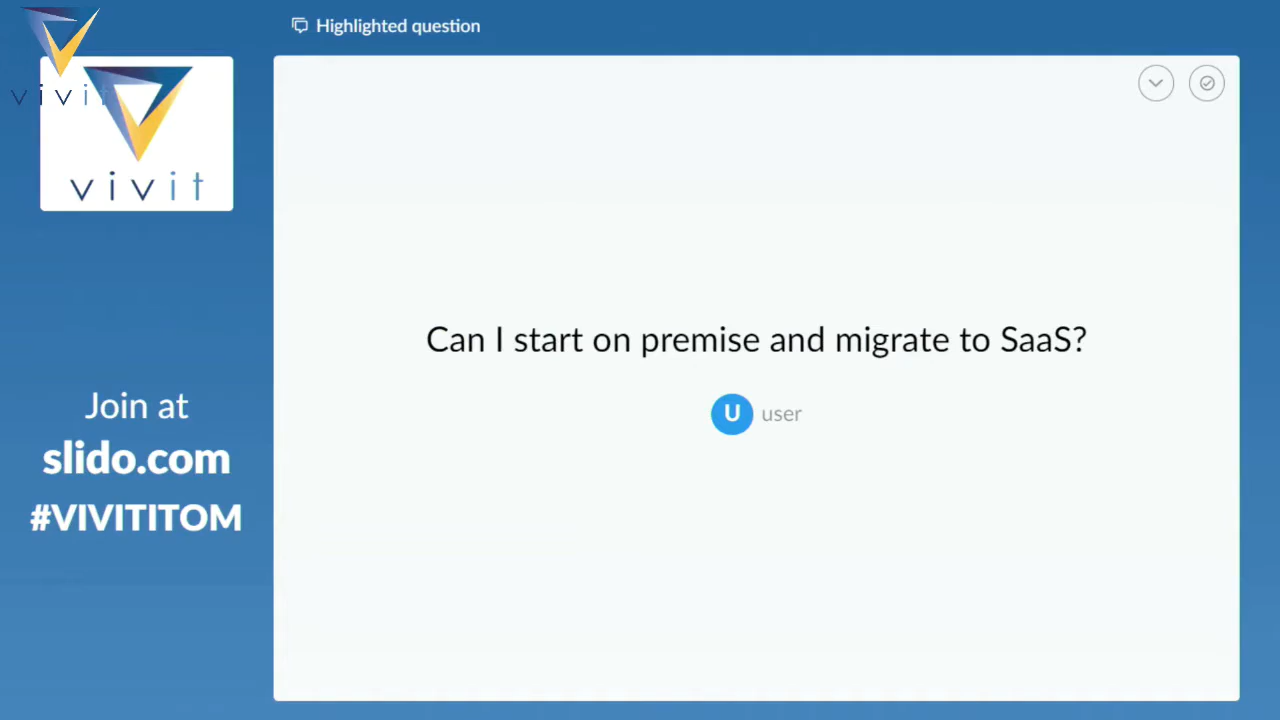 Highlighted question
vivit
vivit
Can I start on premise and migrate to SaaS?
U user
Join at
slido.com
#VIVITITOM